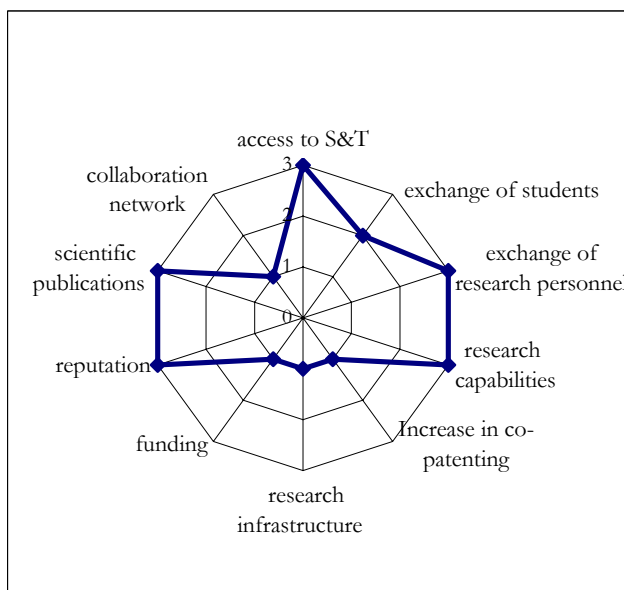 access to S&T
3
collaboration
network
exchange of students
2
scientific
publications
exchange of
research personnel
1
0
reputation
research
capabilities
funding
Increase in co-
patenting
research
infrastructure